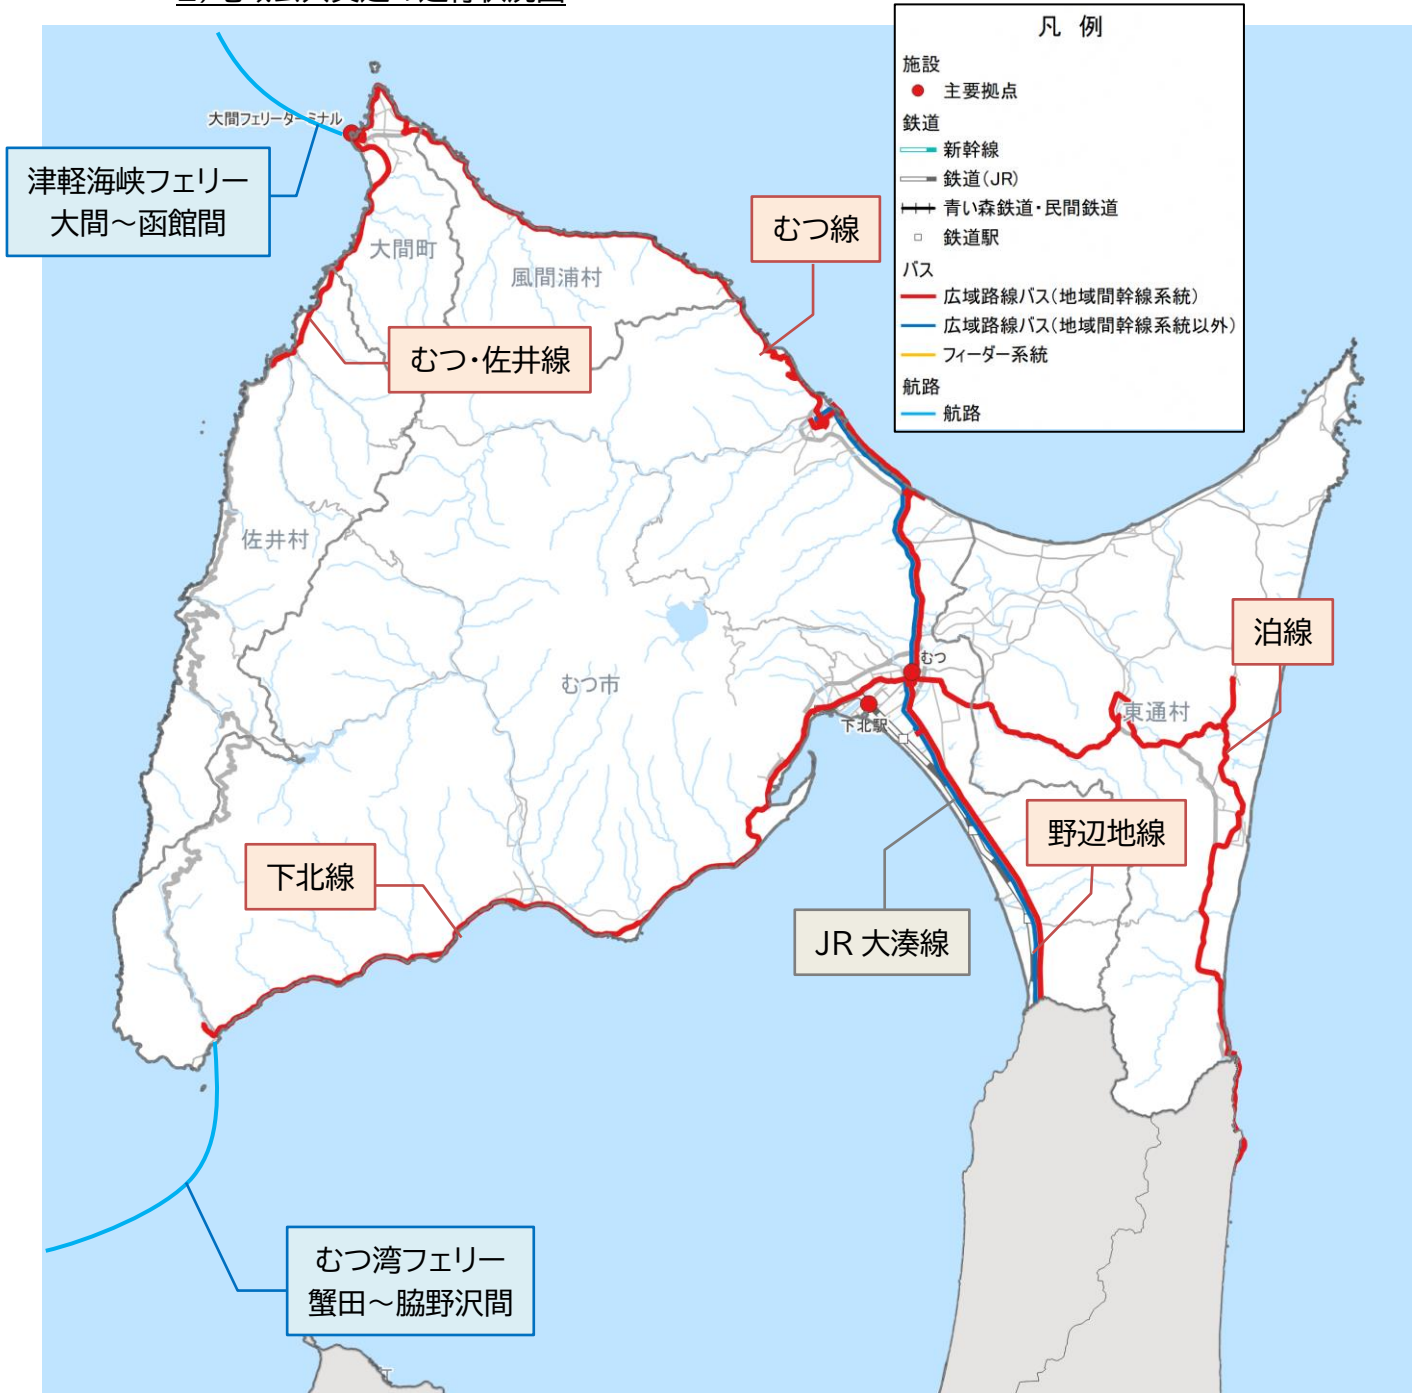 凡 例
施設
主要拠点
鉄道
新幹線
鉄道(JR)
青い森鉄道・民間鉄道
鉄道駅
バス
広域路線バス(地域間幹線系統)
広域路線バス(地域間幹線系統以外)
フィーダー系統
航路
航路
大間フェリーターミナル
津軽海峡フェリー
大間～函館間
むつ線
大間町
風間浦村
むつ・佐井線
佐井村
泊線
むつ
むつ市
東通村
下北駅
野辺地線
下北線
JR 大湊線
むつ湾フェリー
蟹田～脇野沢間